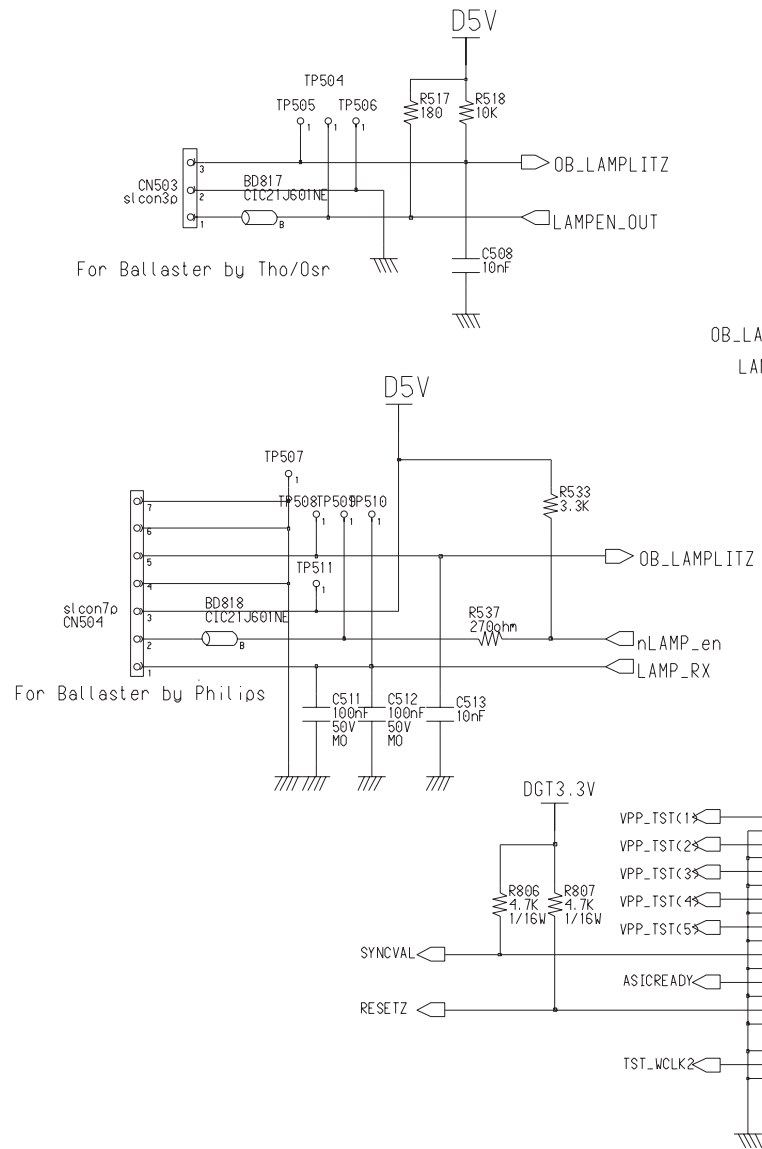 D5V
TP504
TP505 TP506
1 1 1
R517
180
R518
10K
OB_LAMPLITZ
3
CN503
slcon3p
BD817
CIC21J601NE
2
1
B
LAMPEN_OUT
C508
10nF
For Ballaster by Tho/Osr
OB_LA
LAM
D5V
TP507
1
TP508 TP509 TP510
1 1 1
R533
3.3K
7
6
5
OB_LAMPLITZ
TP511
1
4
slcon7p
CN504
BD818
CIC21J601NE
3
R537
270ohm
2
B
nLAMP_en
1
LAMP_RX
For Ballaster by Philips
C511
100nF
50V
MO
C512
100nF
50V
MO
C513
10nF
DGT3.3V
VPP_TST(1)
VPP_TST(2)
VPP_TST(3)
VPP_TST(4)
VPP_TST(5)
R806
4.7K
1/16W
R807
4.7K
1/16W
SYNCVAL
ASICREADY
RESETZ
TST_WCLK2